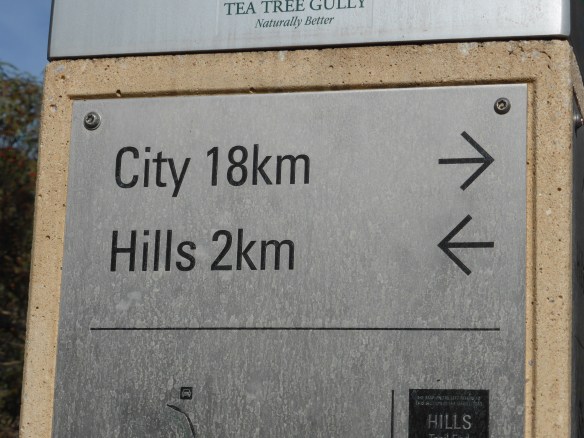 TEA TREE GULLY
Naturally Better
City 18km →
Hills 2km ←
HILLS